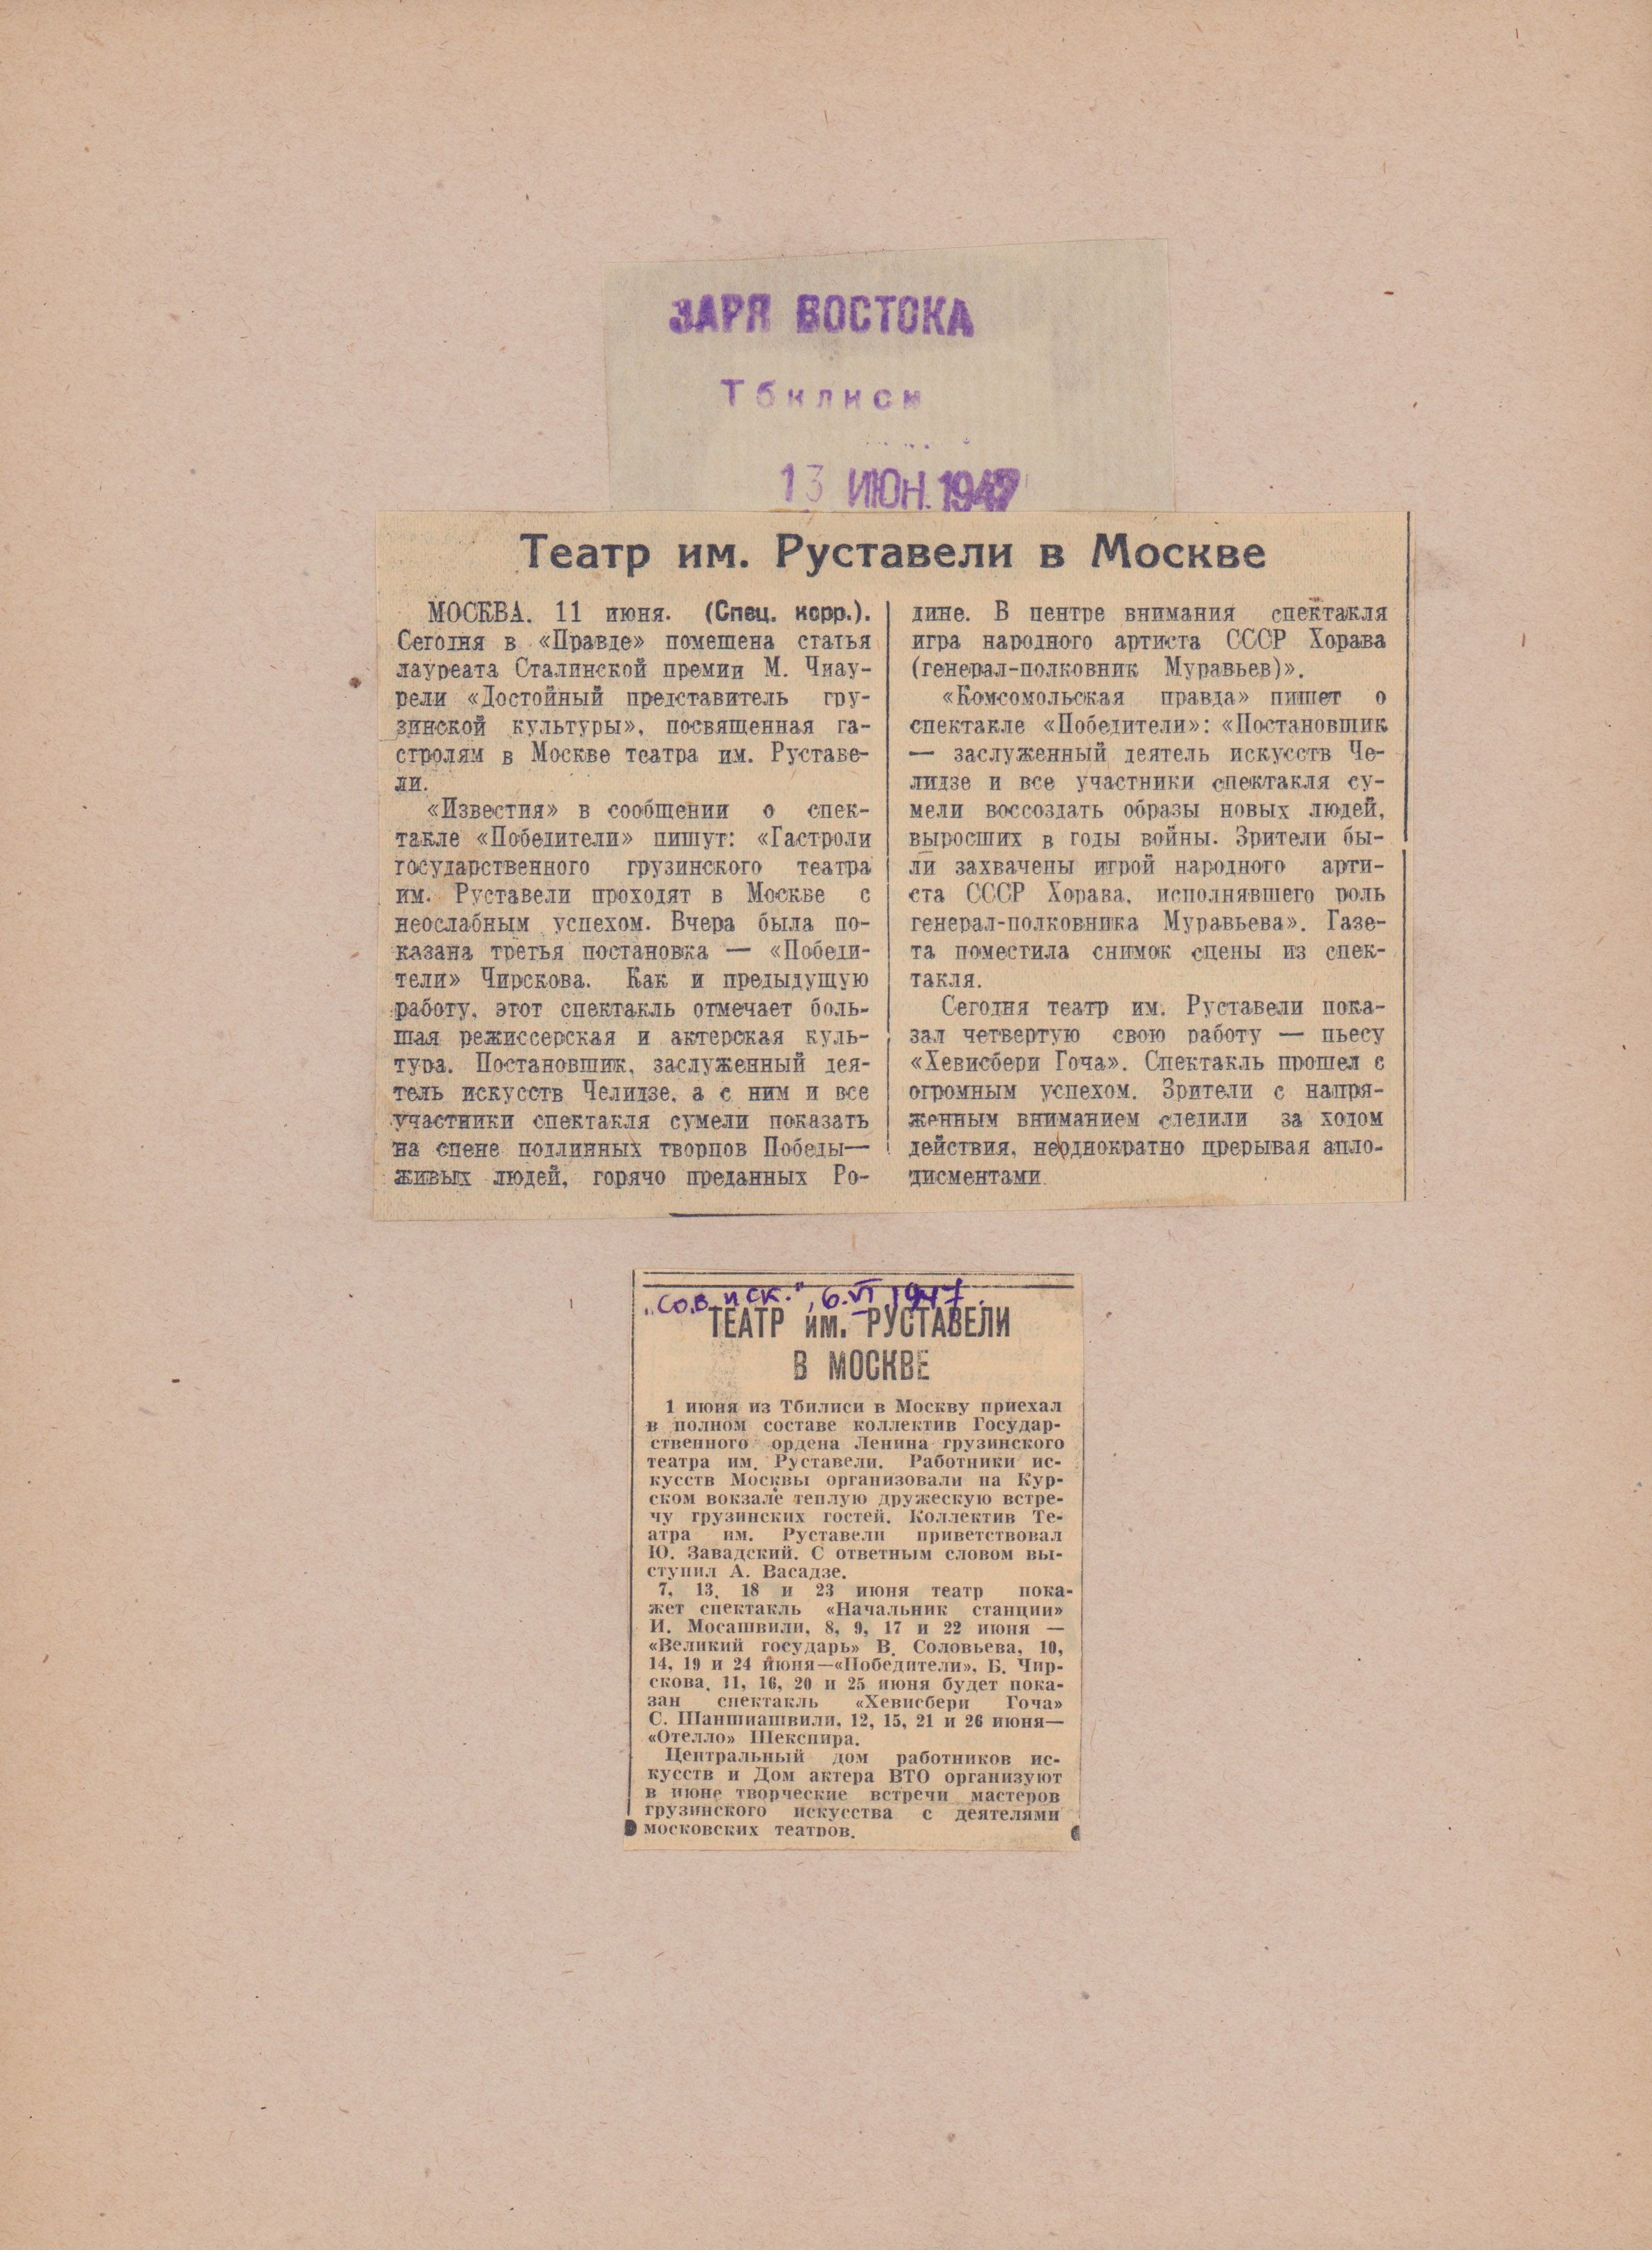 ЗАРЯ ВОСТОКА
Тбилиси
13 ИЮН. 1947
Театр им. Руставели в Москве
МОСКВА. 11 июня. (Спец. корр.).
Сегодня в «Правде» помещена статья
лауреата Сталинской премии М. Чиау-
рели «Достойный представитель гру-
зинской культуры», посвященная га-
стролям в Москве театра им. Руставе-
ли.
«Известия» в сообщении о спек-
такле «Победители» пишут: «Гастроли
государственного грузинского театра
им. Руставели проходят в Москве с
неослабным успехом. Вчера была по-
казана третья постановка — «Победи-
тели» Чирскова. Как и предыдущую
работу, этот спектакль отмечает боль-
шая режиссерская и актерская куль-
тура. Постановщик, заслуженный дея-
тель искусств Челидзе, а с ним и все
участники спектакля сумели показать
на сцене подлинных творцов Победы—
живых людей, горячо преданных Ро-
дине. В центре внимания спектакля
игра народного артиста СССР Хорава
(генерал-полковник Муравьев)».
«Комсомольская правда» пишет о
спектакле «Победители»: «Постановщик
— заслуженный деятель искусств Че-
лидзе и все участники спектакля су-
мели воссоздать образы новых людей,
выросших в годы войны. Зрители бы-
ли захвачены игрой народного арти-
ста СССР Хорава, исполнявшего роль
генерал-полковника Муравьева». Газе-
та поместила снимок сцены из спек-
такля.
Сегодня театр им. Руставели пока-
зал четвертую свою работу — пьесу
«Хевисбери Гоча». Спектакль прошел с
огромным успехом. Зрители с напря-
женным вниманием следили за ходом
действия, неоднократно прерывая апло-
дисментами.
„Сов. иск.", 6.VI 1947.
ТЕАТР им. РУСТАВЕЛИ
В МОСКВЕ
1 июня из Тбилиси в Москву приехал
в полном составе коллектив Государ-
ственного ордена Ленина грузинского
театра им. Руставели. Работники ис-
кусств Москвы организовали на Кур-
ском вокзале теплую дружескую встре-
чу грузинских гостей. Коллектив Те-
атра им. Руставели приветствовал
Ю. Завадский. С ответным словом вы-
ступил А. Васадзе.
7, 13, 18 и 23 июня театр пока-
жет спектакль «Начальник станции»
И. Мосашвили, 8, 9, 17 и 22 июня —
«Великий государь» В. Соловьева, 10,
14, 19 и 24 июня—«Победители», Б. Чир-
скова. 11, 16, 20 и 25 июня будет пока-
зан спектакль «Хевисбери Гоча»
С. Шаншиашвили, 12, 15, 21 и 26 июня—
«Отелло» Шекспира.
Центральный дом работников ис-
кусств и Дом актера ВТО организуют
в июне творческие встречи мастеров
грузинского искусства с деятелями
московских театров.